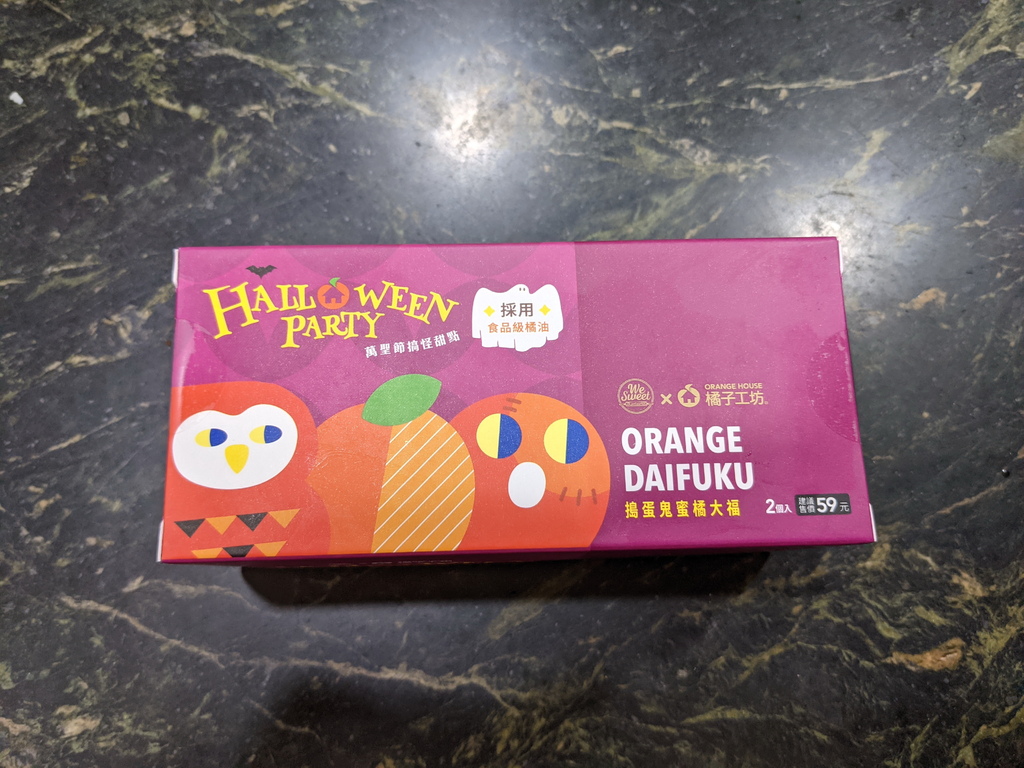 HALLOWEEN
PARTY
萬聖節搞怪甜點
採用
食品級橘油
We Sweet × ORANGE HOUSE
橘子工坊
ORANGE
DAIFUKU
搗蛋鬼蜜橘大福
2個入 建議售價 59 元